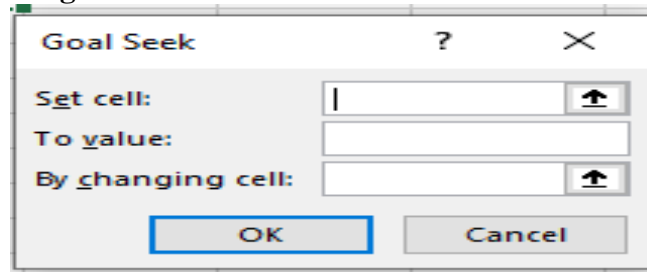 Goal Seek ? ×
Set cell:
To value:
By changing cell:
OK Cancel